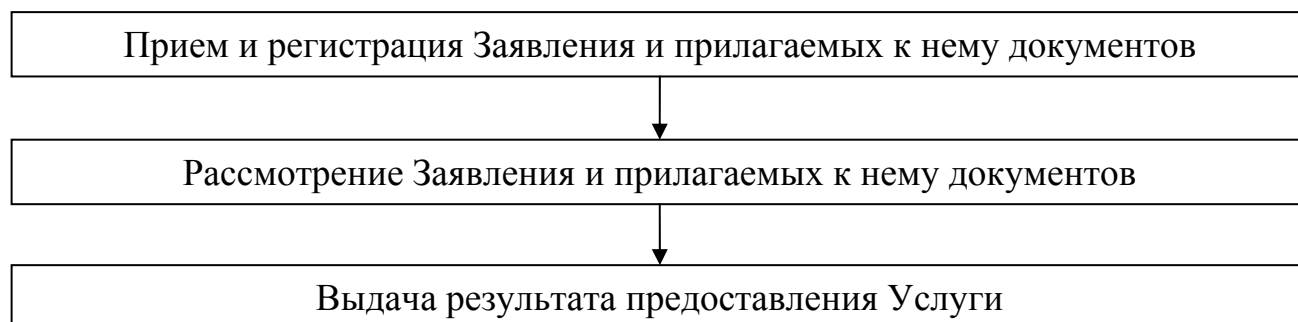 Прием и регистрация Заявления и прилагаемых к нему документов
Рассмотрение Заявления и прилагаемых к нему документов
Выдача результата предоставления Услуги